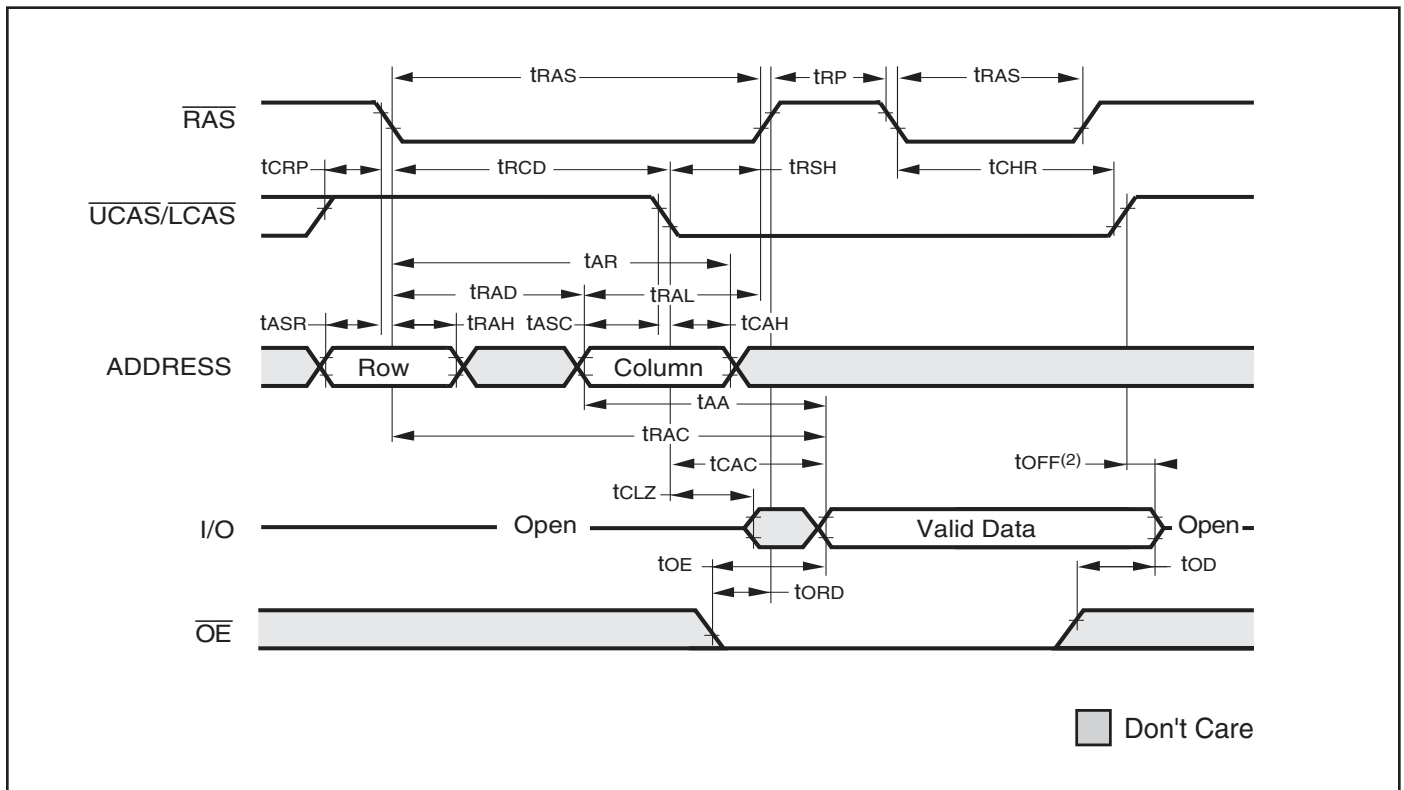 tRAS tRP tRAS
RAS
tCRP tRCD tRSH tCHR
UCAS/LCAS
tAR
tRAD tRAL
tASR tRAH tASC tCAH
ADDRESS Row Column
tAA
tRAC
tCAC tOFF(2)
tCLZ
I/O Open Valid Data Open
tOE tOD
tORD
OE
Don't Care